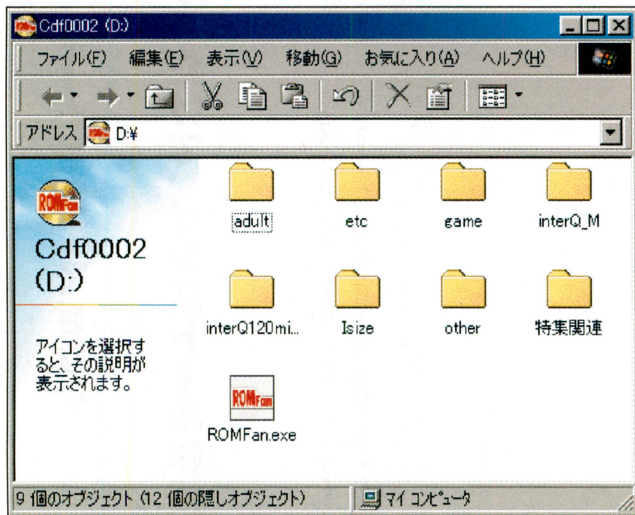 Cdf0002 (D:)
ファイル(F) 編集(E) 表示(V) 移動(G) お気に入り(A) ヘルプ(H)
アドレス D:¥
ROMFan
Cdf0002
(D:)
アイコンを選択す
ると、その説明が
表示されます。
adult etc game interQ_M
interQ120mi... Isize other 特集関連
ROMFan
ROMFan.exe
9 個のオブジェクト (12 個の隠しオブジェクト) マイ コンピュータ